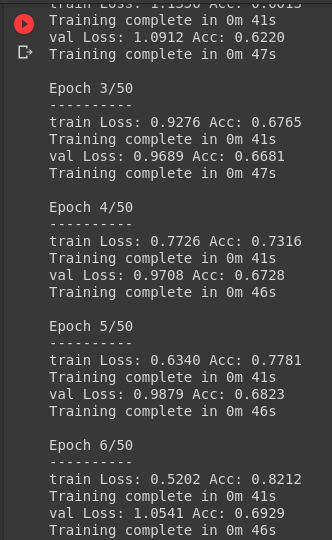 train Loss: 1.1336 Acc: 0.6013
Training complete in 0m 41s
val Loss: 1.0912 Acc: 0.6220
Training complete in 0m 47s
Epoch 3/50
----------
train Loss: 0.9276 Acc: 0.6765
Training complete in 0m 41s
val Loss: 0.9689 Acc: 0.6681
Training complete in 0m 47s
Epoch 4/50
----------
train Loss: 0.7726 Acc: 0.7316
Training complete in 0m 41s
val Loss: 0.9708 Acc: 0.6728
Training complete in 0m 46s
Epoch 5/50
----------
train Loss: 0.6340 Acc: 0.7781
Training complete in 0m 41s
val Loss: 0.9879 Acc: 0.6823
Training complete in 0m 46s
Epoch 6/50
----------
train Loss: 0.5202 Acc: 0.8212
Training complete in 0m 41s
val Loss: 1.0541 Acc: 0.6929
Training complete in 0m 46s